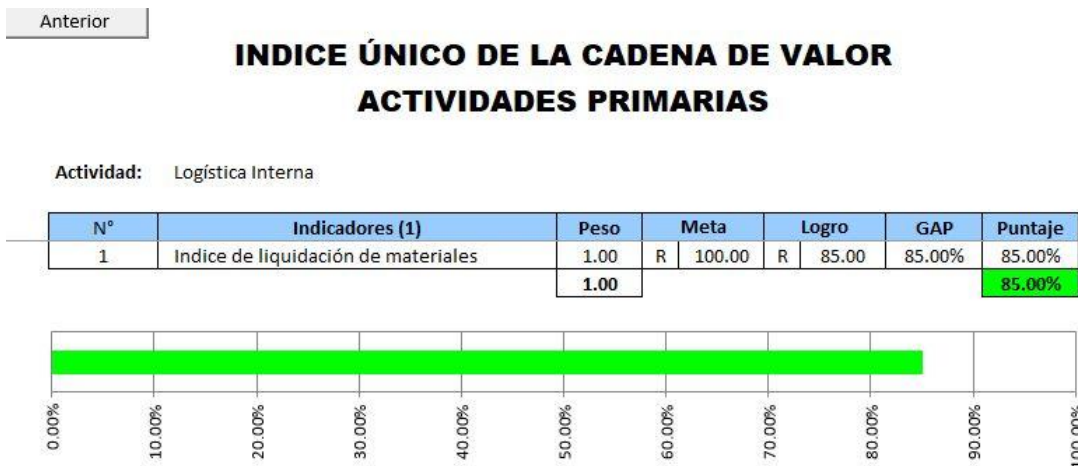 Anterior
INDICE ÚNICO DE LA CADENA DE VALOR
ACTIVIDADES PRIMARIAS
Actividad: Logística Interna
N° Indicadores (1) Peso Meta Logro GAP Puntaje
1 Indice de liquidación de materiales 1.00 R 100.00 R 85.00 85.00% 85.00%
1.00 85.00%
0.00% 10.00% 20.00% 30.00% 40.00% 50.00% 60.00% 70.00% 80.00% 90.00% 100.00%